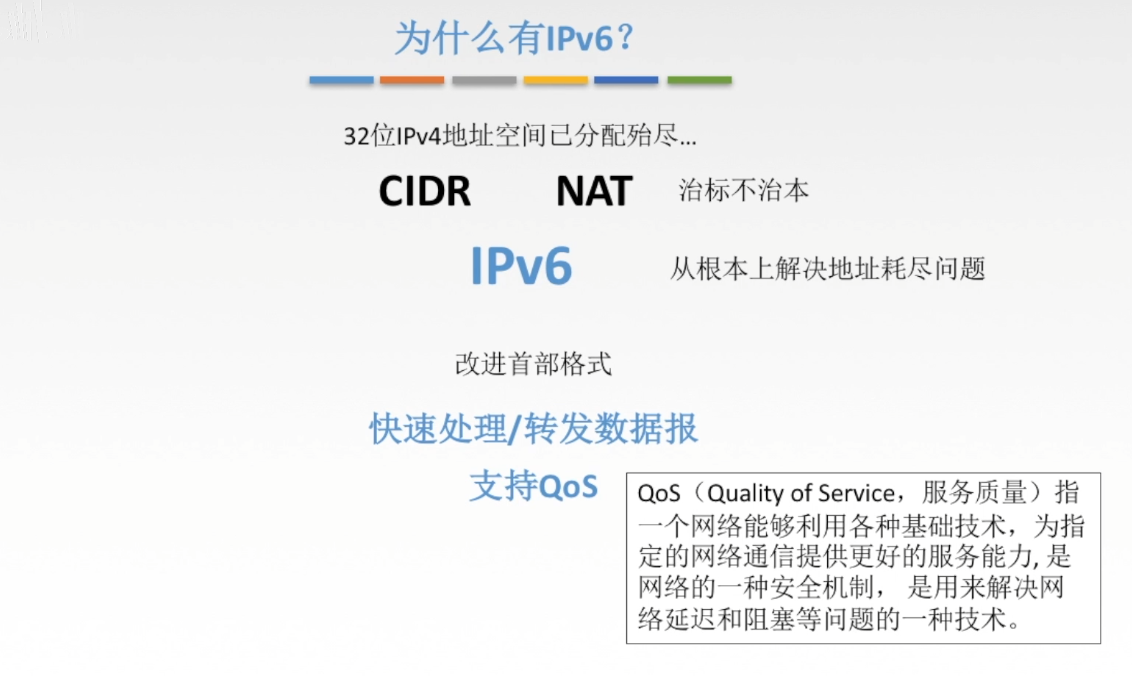 为什么有IPv6？
32位IPv4地址空间已分配殆尽…
CIDR NAT 治标不治本
IPv6 从根本上解决地址耗尽问题
改进首部格式
快速处理/转发数据报
支持QoS
QoS（Quality of Service，服务质量）指
一个网络能够利用各种基础技术，为指
定的网络通信提供更好的服务能力, 是
网络的一种安全机制， 是用来解决网
络延迟和阻塞等问题的一种技术。